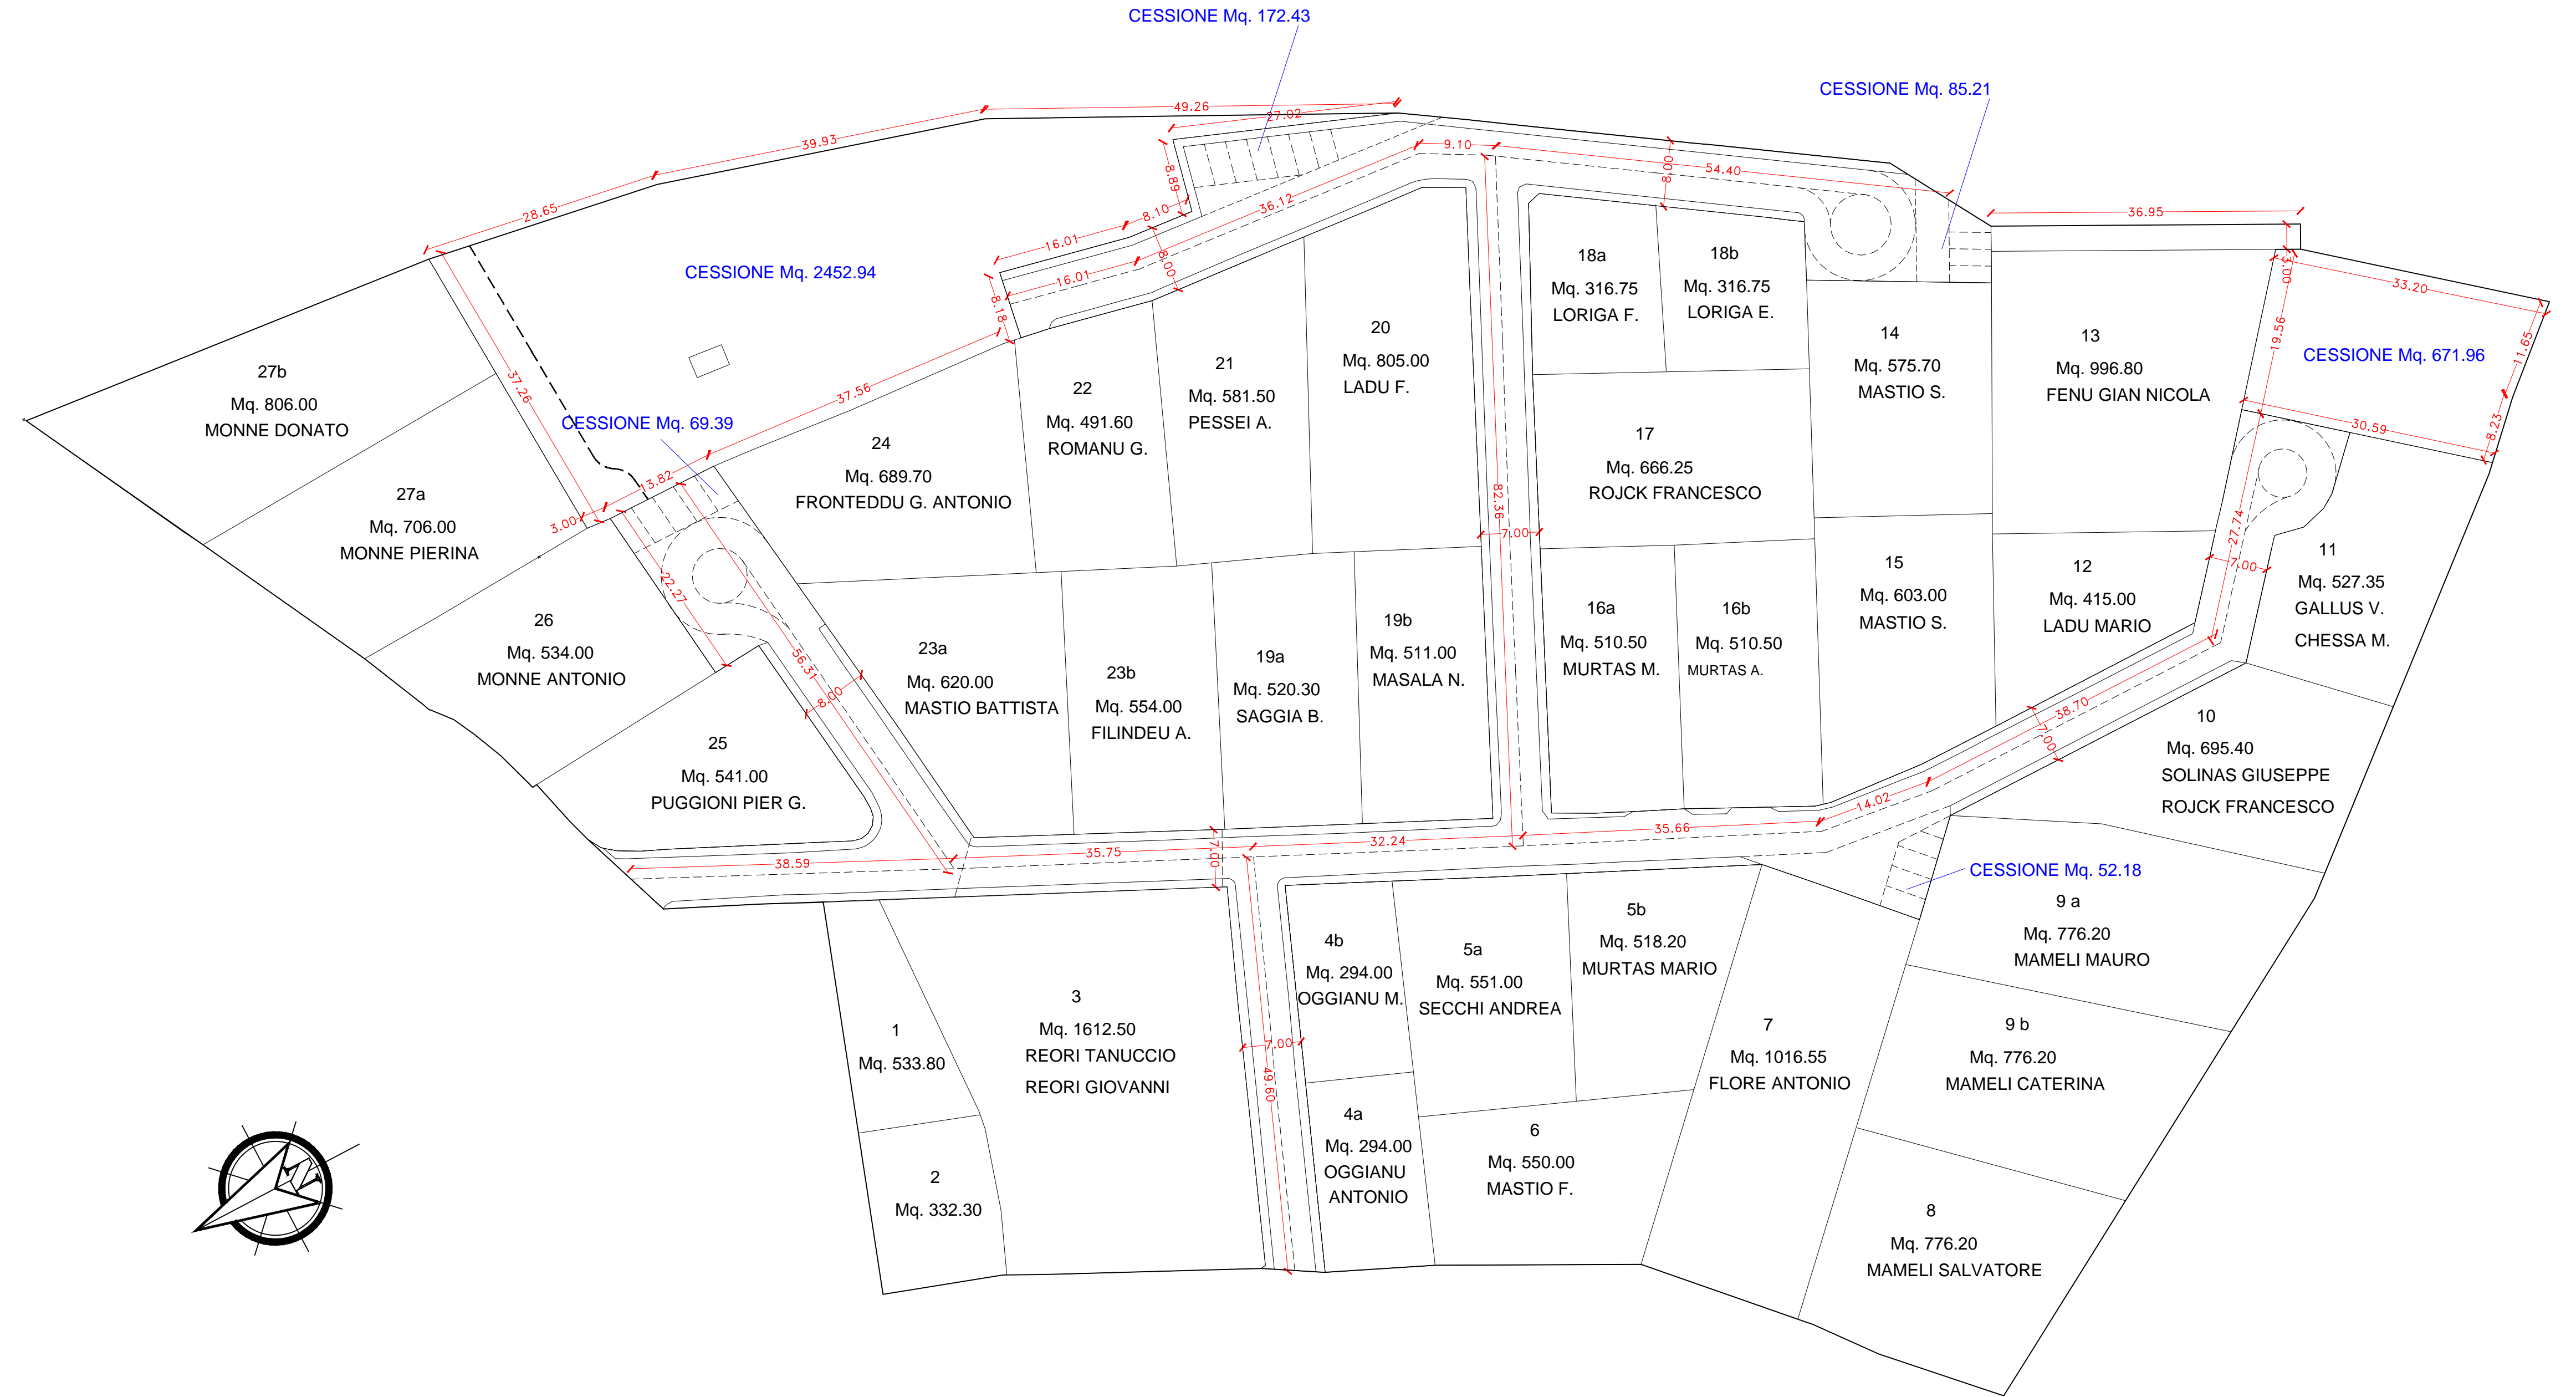 CESSIONE Mq. 172.43
CESSIONE Mq. 85.21
49.26
27.02
39.93
28.65
8.89
8.10
16.01
36.12
9.10
54.40
8.00
36.95
3.00
33.20
11.65
8.23
30.59
19.56
CESSIONE Mq. 671.96
CESSIONE Mq. 2452.94
16.01
8.18
8.00
37.56
37.26
CESSIONE Mq. 69.39
13.82
3.00
22.27
56.31
8.00
82.36
7.00
27.74
7.00
38.70
7.00
14.02
35.66
32.24
35.75
7.00
38.59
7.00
49.60
CESSIONE Mq. 52.18
27b
Mq. 806.00
MONNE DONATO
27a
Mq. 706.00
MONNE PIERINA
26
Mq. 534.00
MONNE ANTONIO
25
Mq. 541.00
PUGGIONI PIER G.
24
Mq. 689.70
FRONTEDDU G. ANTONIO
22
Mq. 491.60
ROMANU G.
21
Mq. 581.50
PESSEI A.
20
Mq. 805.00
LADU F.
18a
Mq. 316.75
LORIGA F.
18b
Mq. 316.75
LORIGA E.
14
Mq. 575.70
MASTIO S.
13
Mq. 996.80
FENU GIAN NICOLA
17
Mq. 666.25
ROJCK FRANCESCO
23a
Mq. 620.00
MASTIO BATTISTA
23b
Mq. 554.00
FILINDEU A.
19a
Mq. 520.30
SAGGIA B.
19b
Mq. 511.00
MASALA N.
16a
Mq. 510.50
MURTAS M.
16b
Mq. 510.50
MURTAS A.
15
Mq. 603.00
MASTIO S.
12
Mq. 415.00
LADU MARIO
11
Mq. 527.35
GALLUS V.
CHESSA M.
10
Mq. 695.40
SOLINAS GIUSEPPE
ROJCK FRANCESCO
9 a
Mq. 776.20
MAMELI MAURO
9 b
Mq. 776.20
MAMELI CATERINA
8
Mq. 776.20
MAMELI SALVATORE
7
Mq. 1016.55
FLORE ANTONIO
5b
Mq. 518.20
MURTAS MARIO
5a
Mq. 551.00
SECCHI ANDREA
4b
Mq. 294.00
OGGIANU M.
4a
Mq. 294.00
OGGIANU
ANTONIO
6
Mq. 550.00
MASTIO F.
3
Mq. 1612.50
REORI TANUCCIO
REORI GIOVANNI
1
Mq. 533.80
2
Mq. 332.30
N